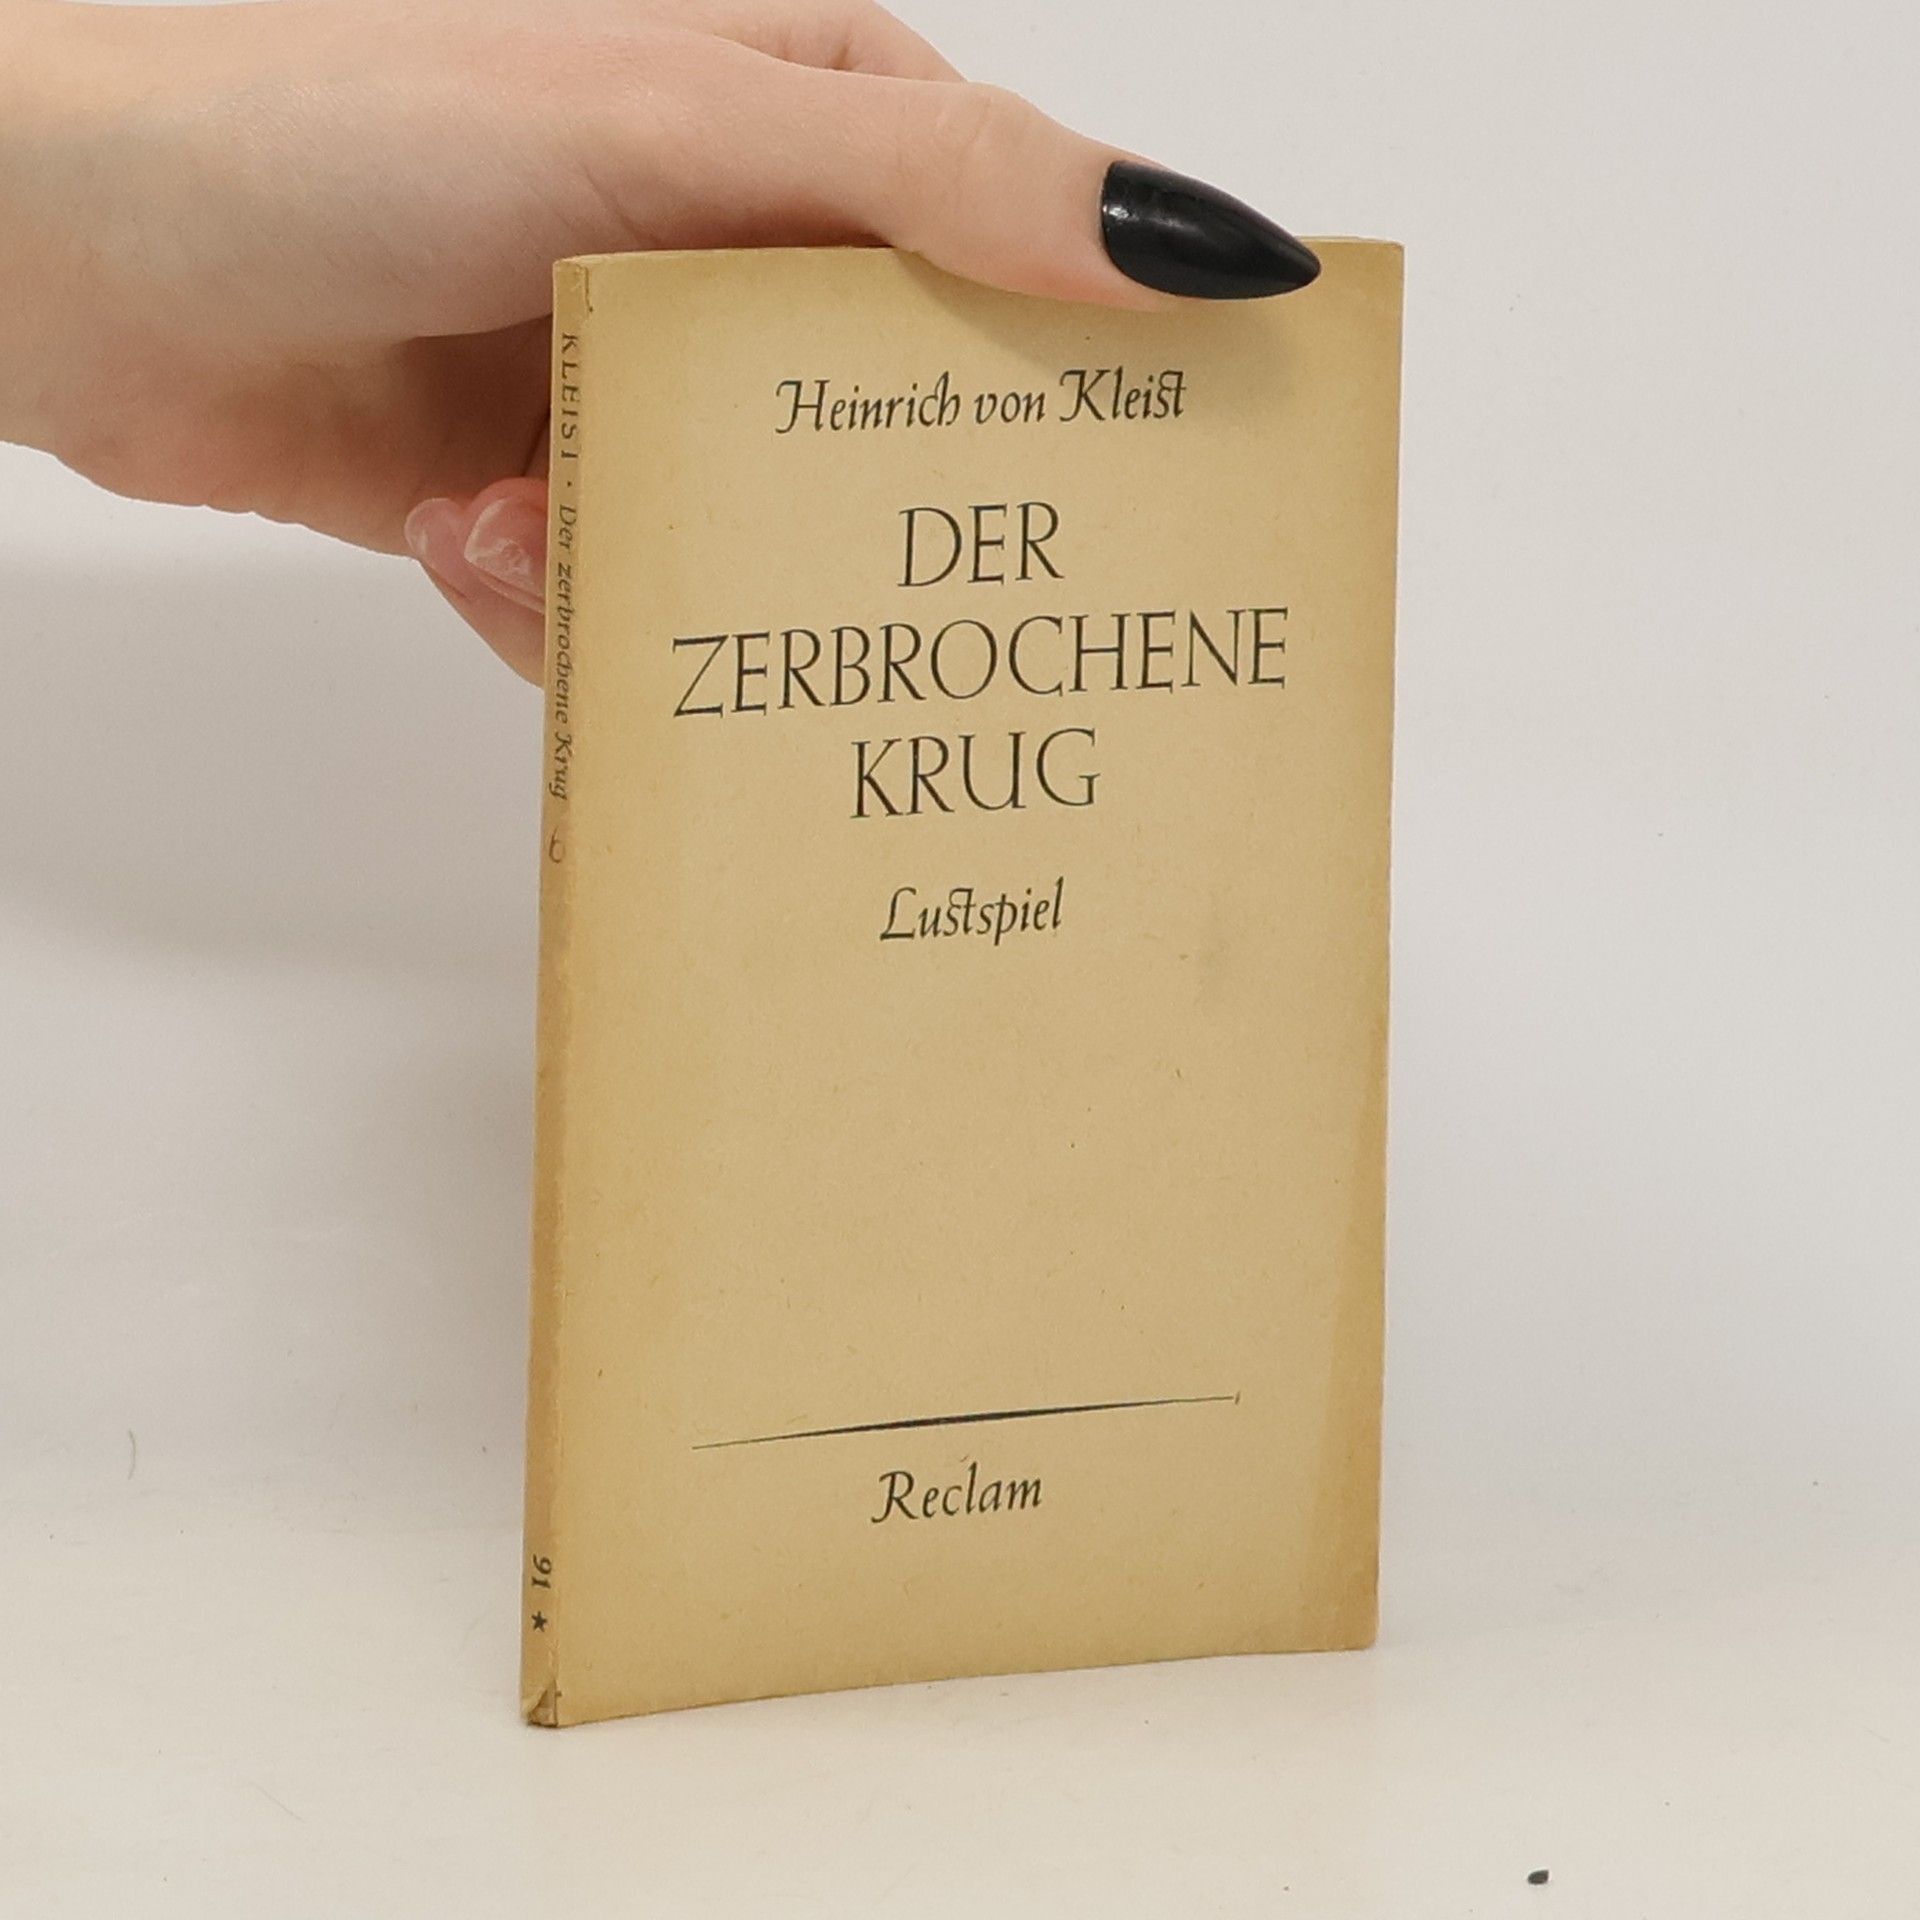 Heinrich von Kleist
DER
ZERBROCHENE
KRUG
Lustspiel
Reclam
KLEIST · Der zerbrochene Krug
91 ★